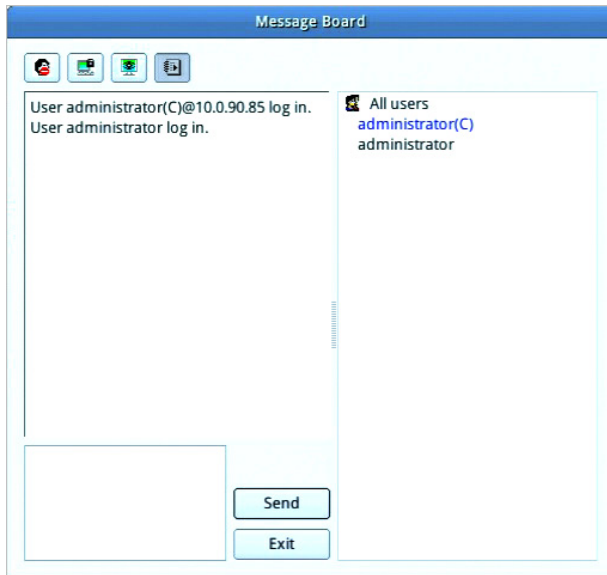 Message Board
User administrator(C)@10.0.90.85 log in.
User administrator log in.
All users
administrator(C)
administrator
Send
Exit